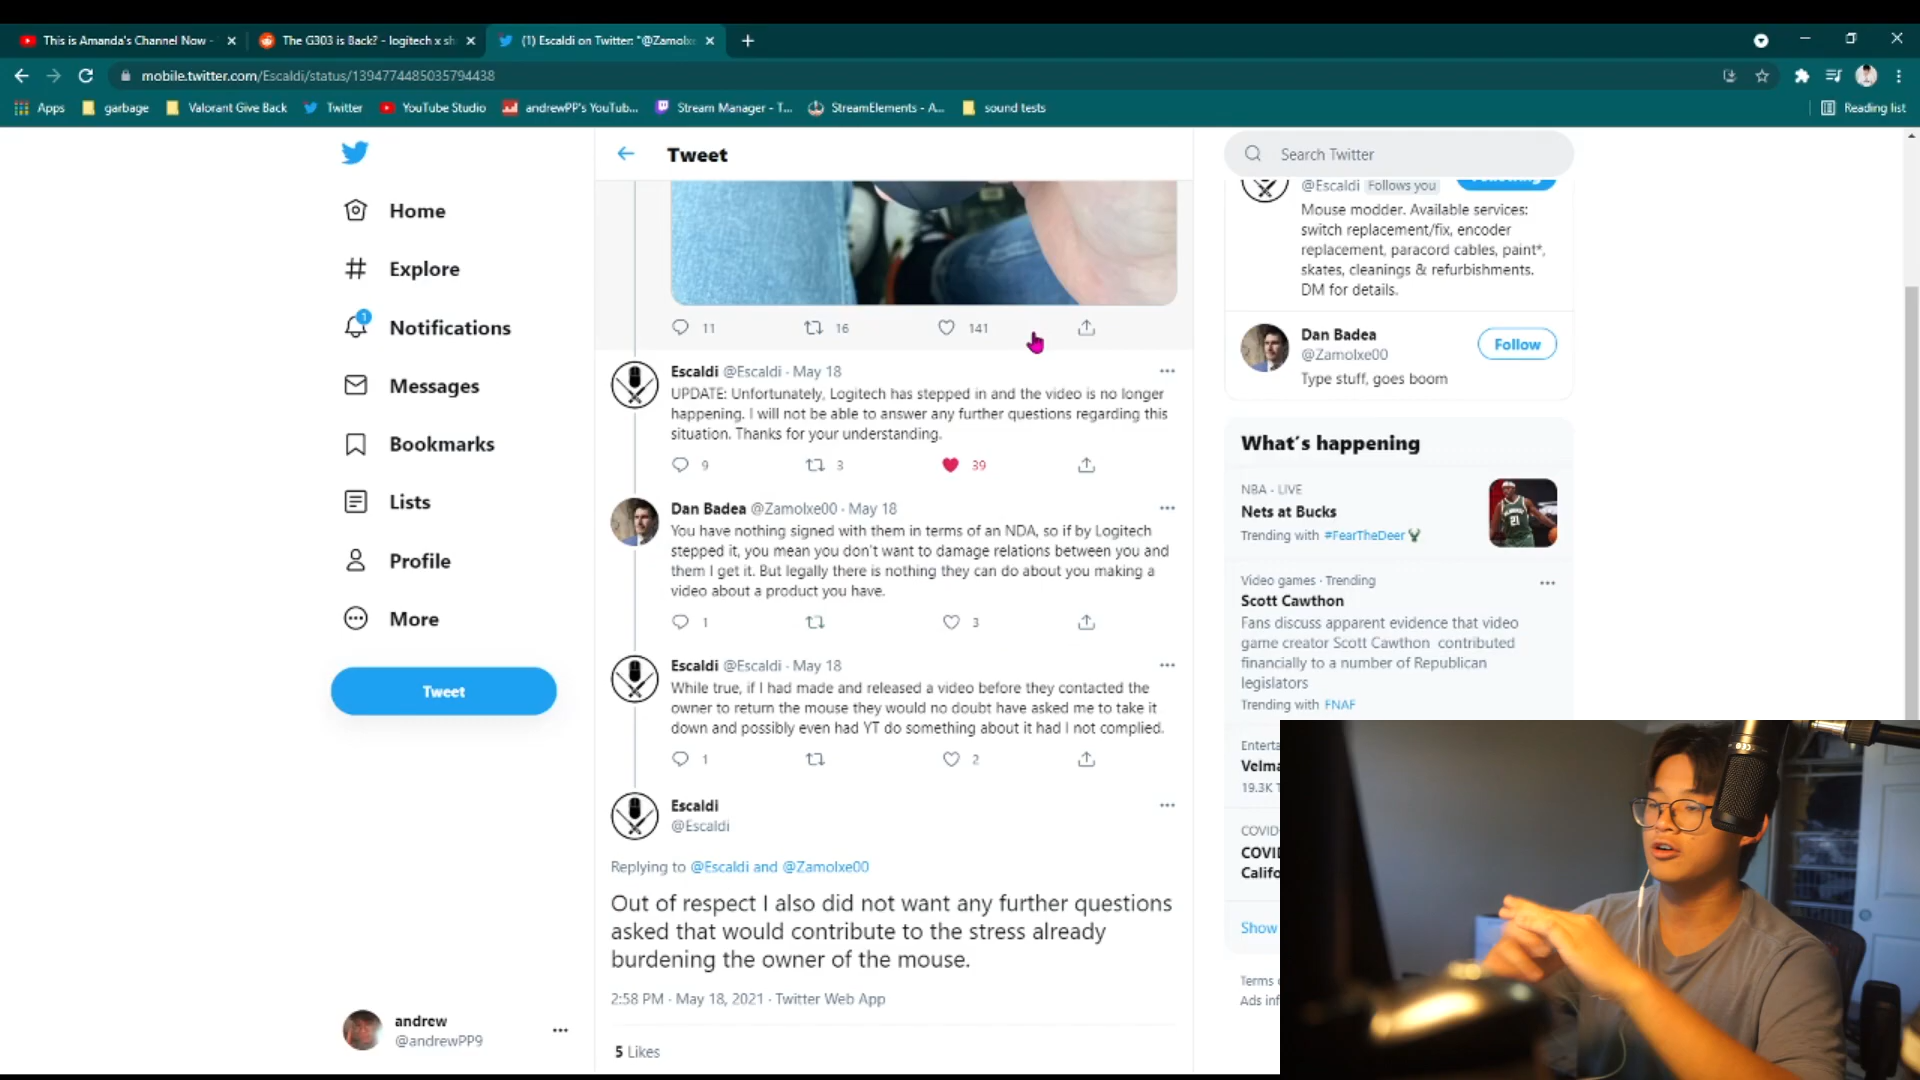 This is Amanda's Channel Now -
The G303 is Back? - logitech x sh
(1) Escaldi on Twitter: "@Zamolxe
mobile.twitter.com/Escaldi/status/1394774485035794438
Apps
garbage
Valorant Give Back
Twitter
YouTube Studio
andrewPP's YouTub...
Stream Manager - T...
StreamElements - A...
sound tests
Reading list
Home
Explore
1
Notifications
Messages
Bookmarks
Lists
Profile
More
Tweet
andrew
@andrewPP9
Tweet
11
16
141
Escaldi @Escaldi · May 18
UPDATE: Unfortunately, Logitech has stepped in and the video is no longer
happening. I will not be able to answer any further questions regarding this
situation. Thanks for your understanding.
9
3
39
Dan Badea @Zamolxe00 · May 18
You have nothing signed with them in terms of an NDA, so if by Logitech
stepped it, you mean you don't want to damage relations between you and
them I get it. But legally there is nothing they can do about you making a
video about a product you have.
1
3
Escaldi @Escaldi · May 18
While true, if I had made and released a video before they contacted the
owner to return the mouse they would no doubt have asked me to take it
down and possibly even had YT do something about it had I not complied.
1
2
Escaldi
@Escaldi
Replying to @Escaldi and @Zamolxe00
Out of respect I also did not want any further questions
asked that would contribute to the stress already
burdening the owner of the mouse.
2:58 PM · May 18, 2021 · Twitter Web App
5 Likes
Search Twitter
@Escaldi Follows you
Mouse modder. Available services:
switch replacement/fix, encoder
replacement, paracord cables, paint*,
skates, cleanings & refurbishments.
DM for details.
Dan Badea
@Zamolxe00
Follow
Type stuff, goes boom
What's happening
NBA · LIVE
Nets at Bucks
Trending with #FearTheDeer
Video games · Trending
Scott Cawthon
Fans discuss apparent evidence that video
game creator Scott Cawthon contributed
financially to a number of Republican
legislators
Trending with FNAF
Enterta
Velma
19.3K T
COVID
COVI
Califo
Show
Terms
Ads inf